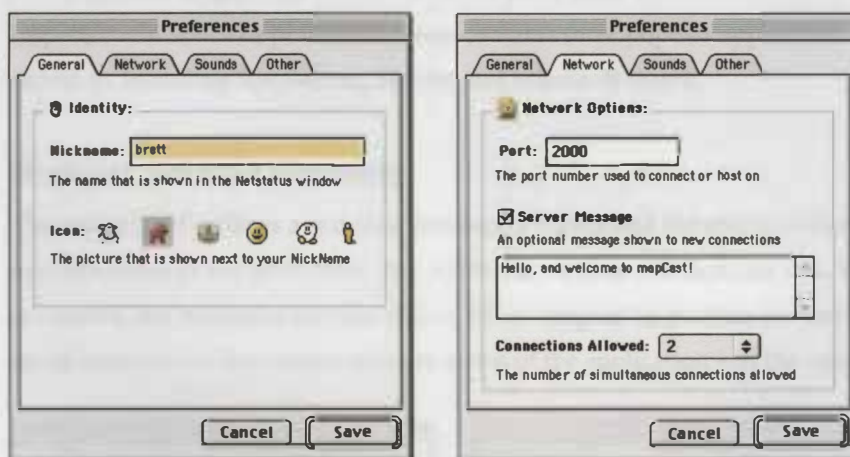 Preferences
General Network Sounds Other
Identity:
Nickname: brett
The name that is shown in the Netstatus window
Icon:
The picture that is shown next to your NickName
Cancel Save
Preferences
General Network Sounds Other
Network Options:
Port: 2000
The port number used to connect or host on
Server Message
An optional message shown to new connections
Hello, and welcome to mapCast!
Connections Allowed: 2
The number of simultaneous connections allowed
Cancel Save